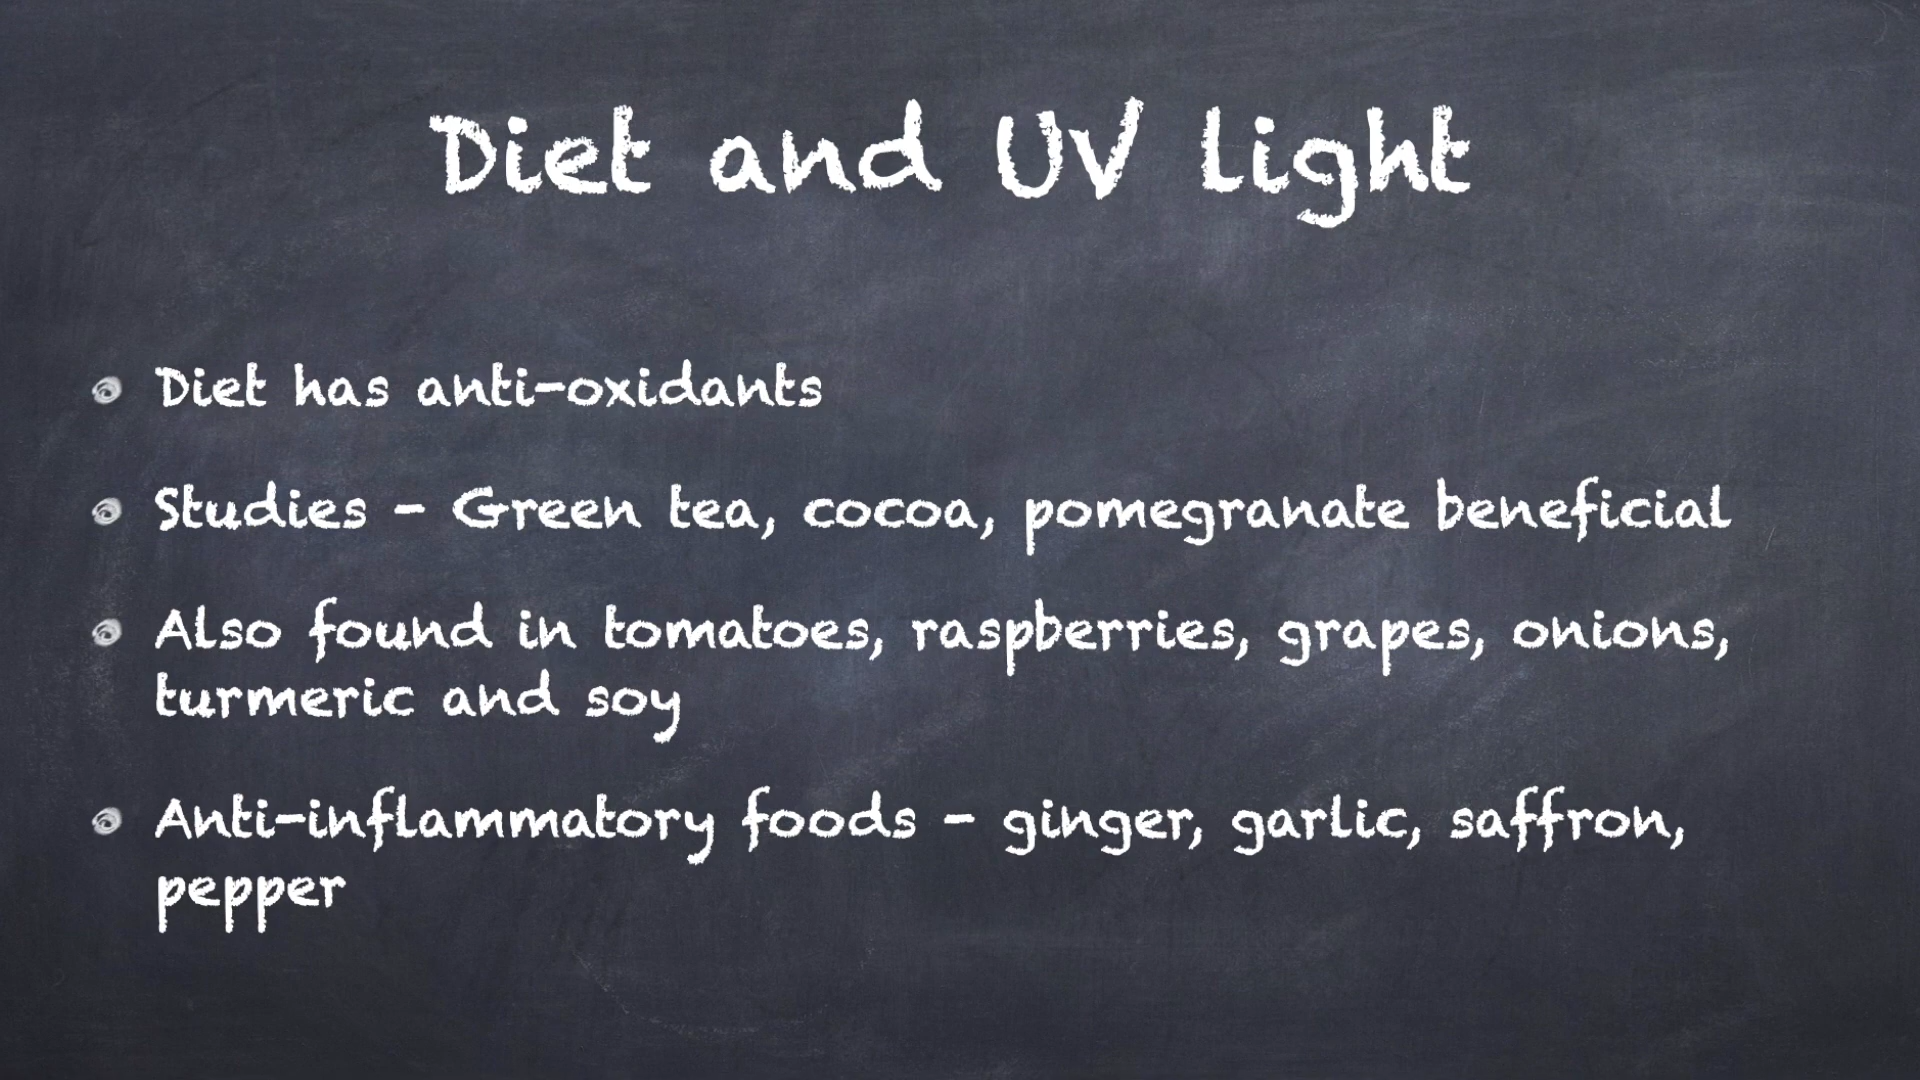 Diet and UV light
Diet has anti-oxidants
Studies - Green tea, cocoa, pomegranate beneficial
Also found in tomatoes, raspberries, grapes, onions,
turmeric and soy
Anti-inflammatory foods - ginger, garlic, saffron,
pepper